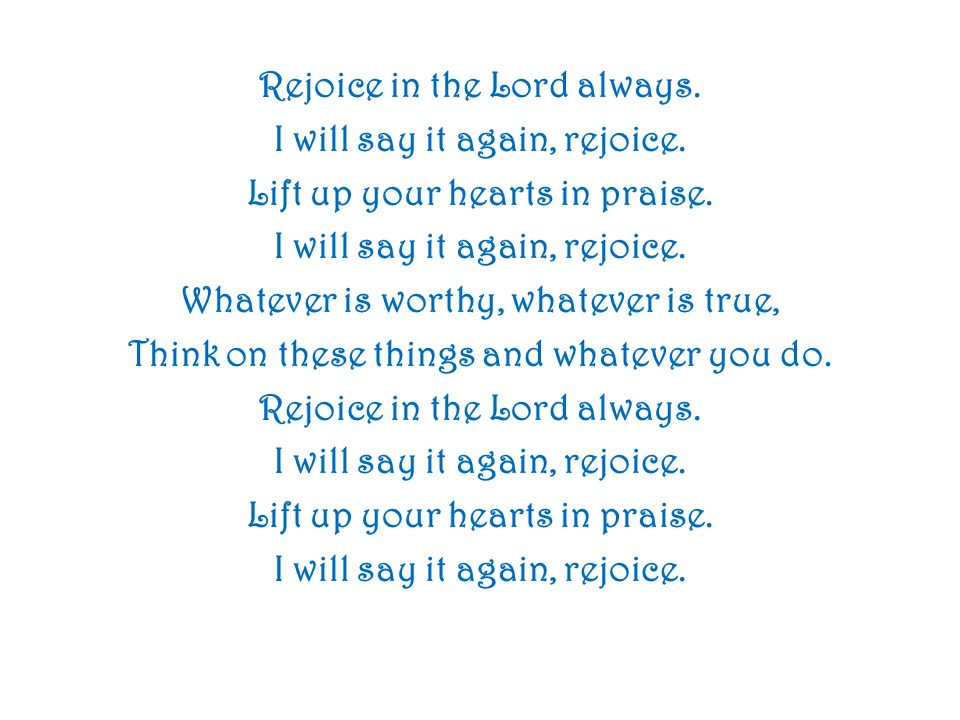 Rejoice in the Lord always.
I will say it again, rejoice.
Lift up your hearts in praise.
I will say it again, rejoice.
Whatever is worthy, whatever is true,
Think on these things and whatever you do.
Rejoice in the Lord always.
I will say it again, rejoice.
Lift up your hearts in praise.
I will say it again, rejoice.